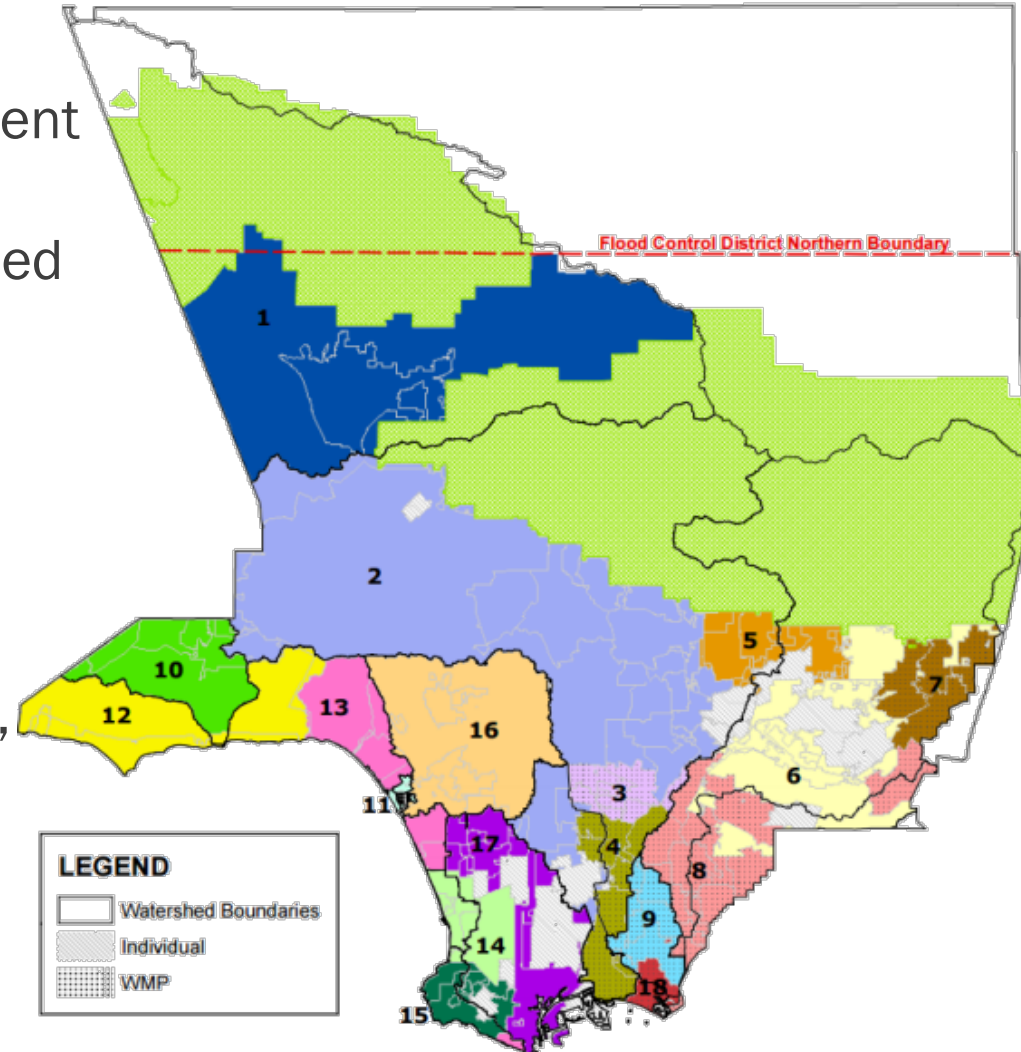 ent
ed
Flood Control District Northern Boundary
1
2
5
7
10
13
12
16
6
11
3
17
4
8
9
14
18
15
,
LEGEND
Watershed Boundaries
Individual
WMP